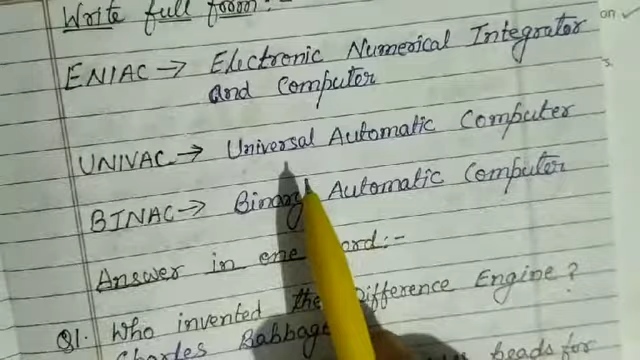 Write full form:-
ENIAC → Electronic Numerical Integrator
and Computer
UNIVAC → Universal Automatic Computer
BINAC → Binary Automatic Computer
Answer in one :-
Q1. Who invented the Difference Engine?
Charles Babbage
beads for
on